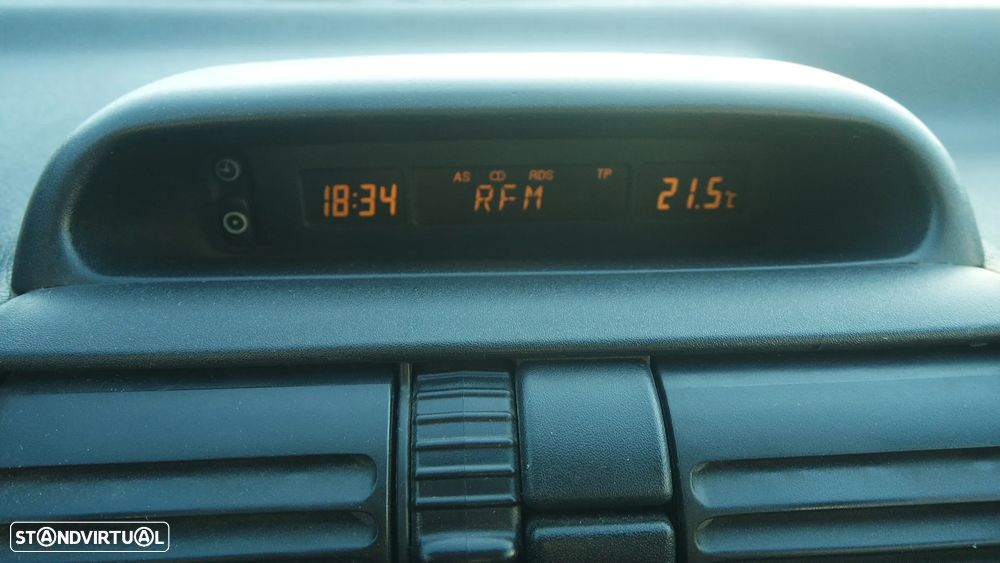 AS CD RDS TP
18:34 RFM 21.5℃
STANDVIRTUAL